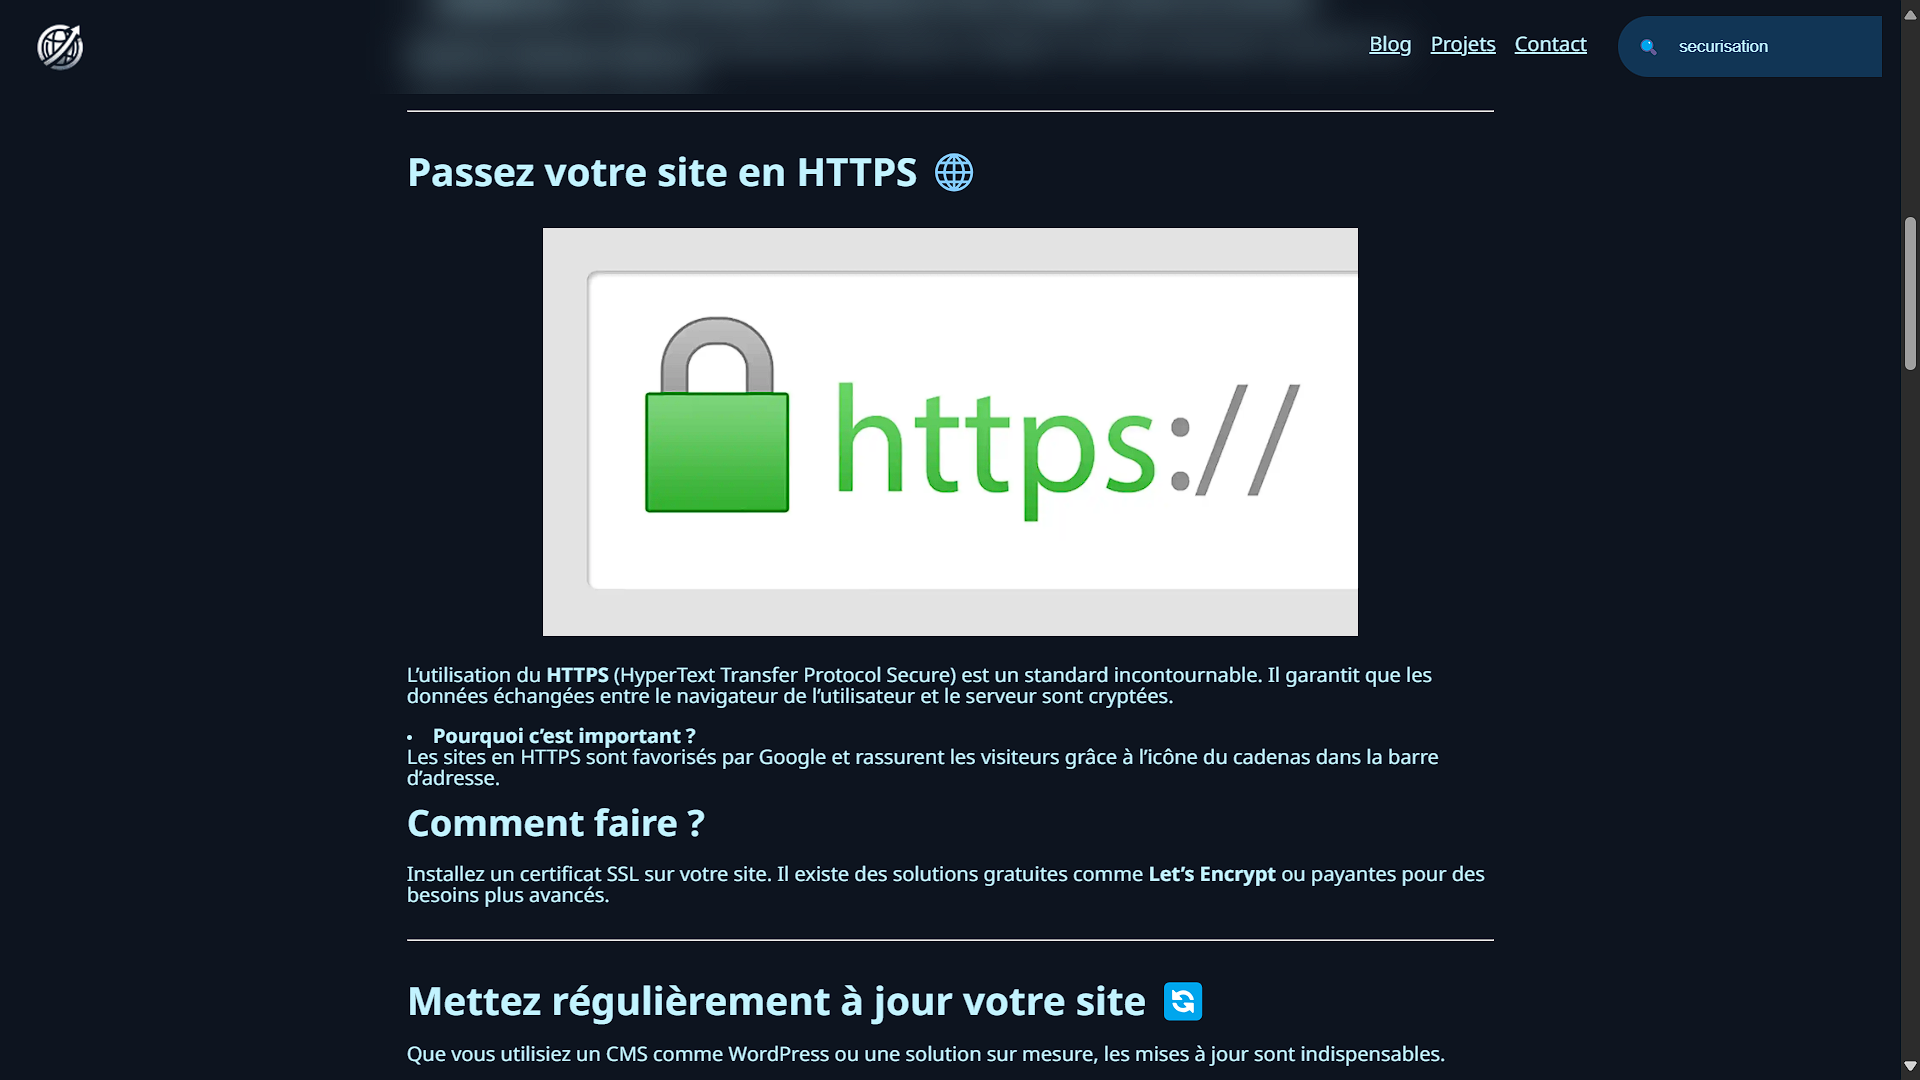 Blog Projets Contact securisation
Passez votre site en HTTPS
https://
L’utilisation du HTTPS (HyperText Transfer Protocol Secure) est un standard incontournable. Il garantit que les
données échangées entre le navigateur de l’utilisateur et le serveur sont cryptées.
• Pourquoi c’est important ?
Les sites en HTTPS sont favorisés par Google et rassurent les visiteurs grâce à l’icône du cadenas dans la barre
d’adresse.
Comment faire ?
Installez un certificat SSL sur votre site. Il existe des solutions gratuites comme Let’s Encrypt ou payantes pour des
besoins plus avancés.
Mettez régulièrement à jour votre site
Que vous utilisiez un CMS comme WordPress ou une solution sur mesure, les mises à jour sont indispensables.